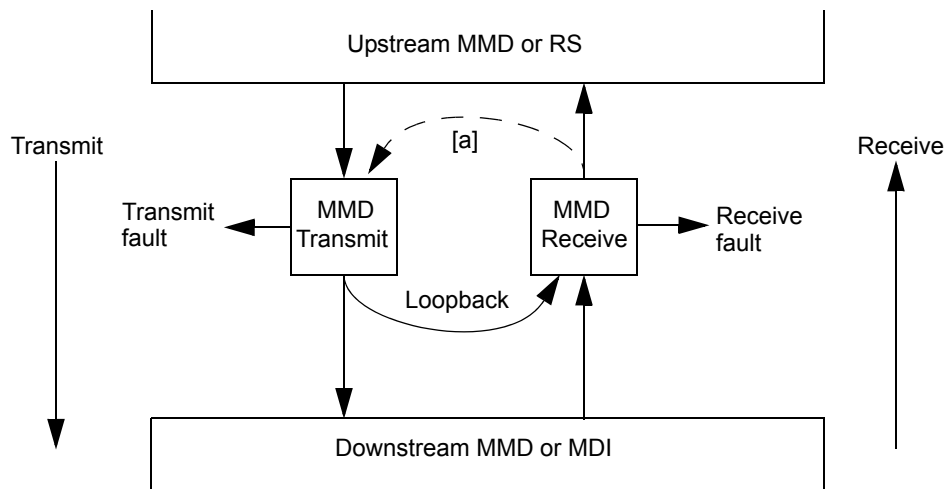 Upstream MMD or RS
Transmit
[a]
Receive
MMD
Transmit
MMD
Receive
Transmit
fault
Receive
fault
Loopback
Downstream MMD or MDI